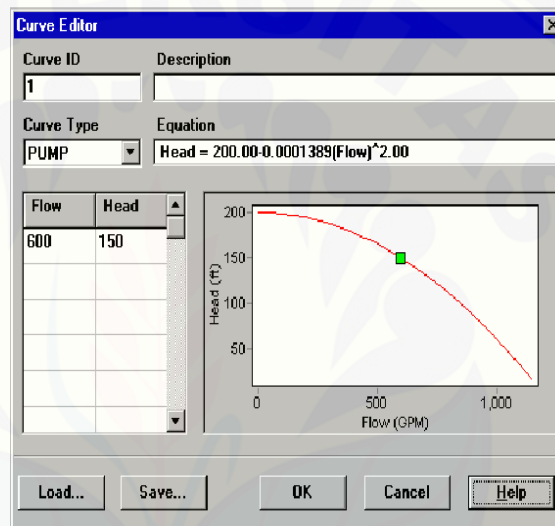 Curve Editor
Curve ID Description
1
Curve Type Equation
PUMP Head = 200.00-0.0001389(Flow)^2.00
Flow Head
600 150
200
150
100
50
Head (ft)
0 500 1,000
Flow (GPM)
Load... Save... OK Cancel Help